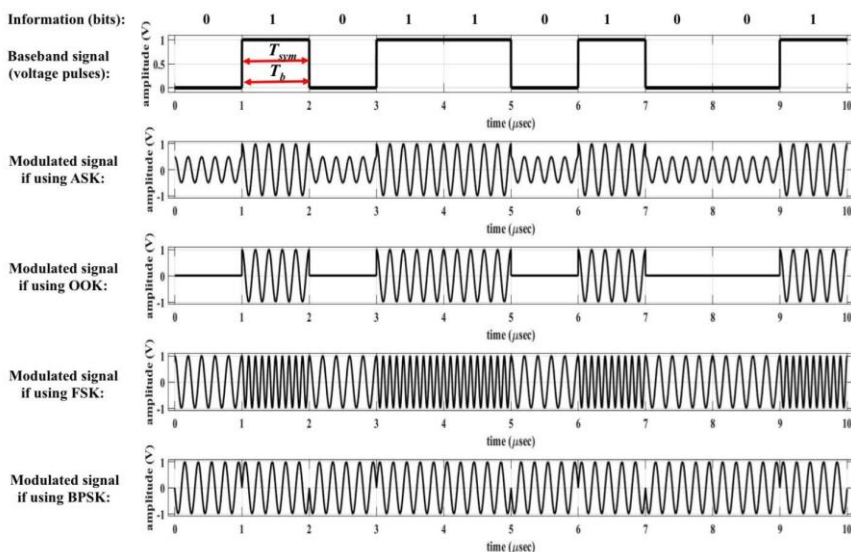 Information (bits): 0 1 0 1 1 0 1 0 0 1
Baseband signal
(voltage pulses):
amplitude (V)
1
0.5
0
T_sym
T_b
0 1 2 3 4 5 6 7 8 9 10
time (μsec)
Modulated signal
if using ASK:
amplitude (V)
1
0
-1
0 1 2 3 4 5 6 7 8 9 10
time (μsec)
Modulated signal
if using OOK:
amplitude (V)
1
0
-1
0 1 2 3 4 5 6 7 8 9 10
time (μsec)
Modulated signal
if using FSK:
amplitude (V)
1
0
-1
0 1 2 3 4 5 6 7 8 9 10
time (μsec)
Modulated signal
if using BPSK:
amplitude (V)
1
0
-1
0 1 2 3 4 5 6 7 8 9 10
time (μsec)